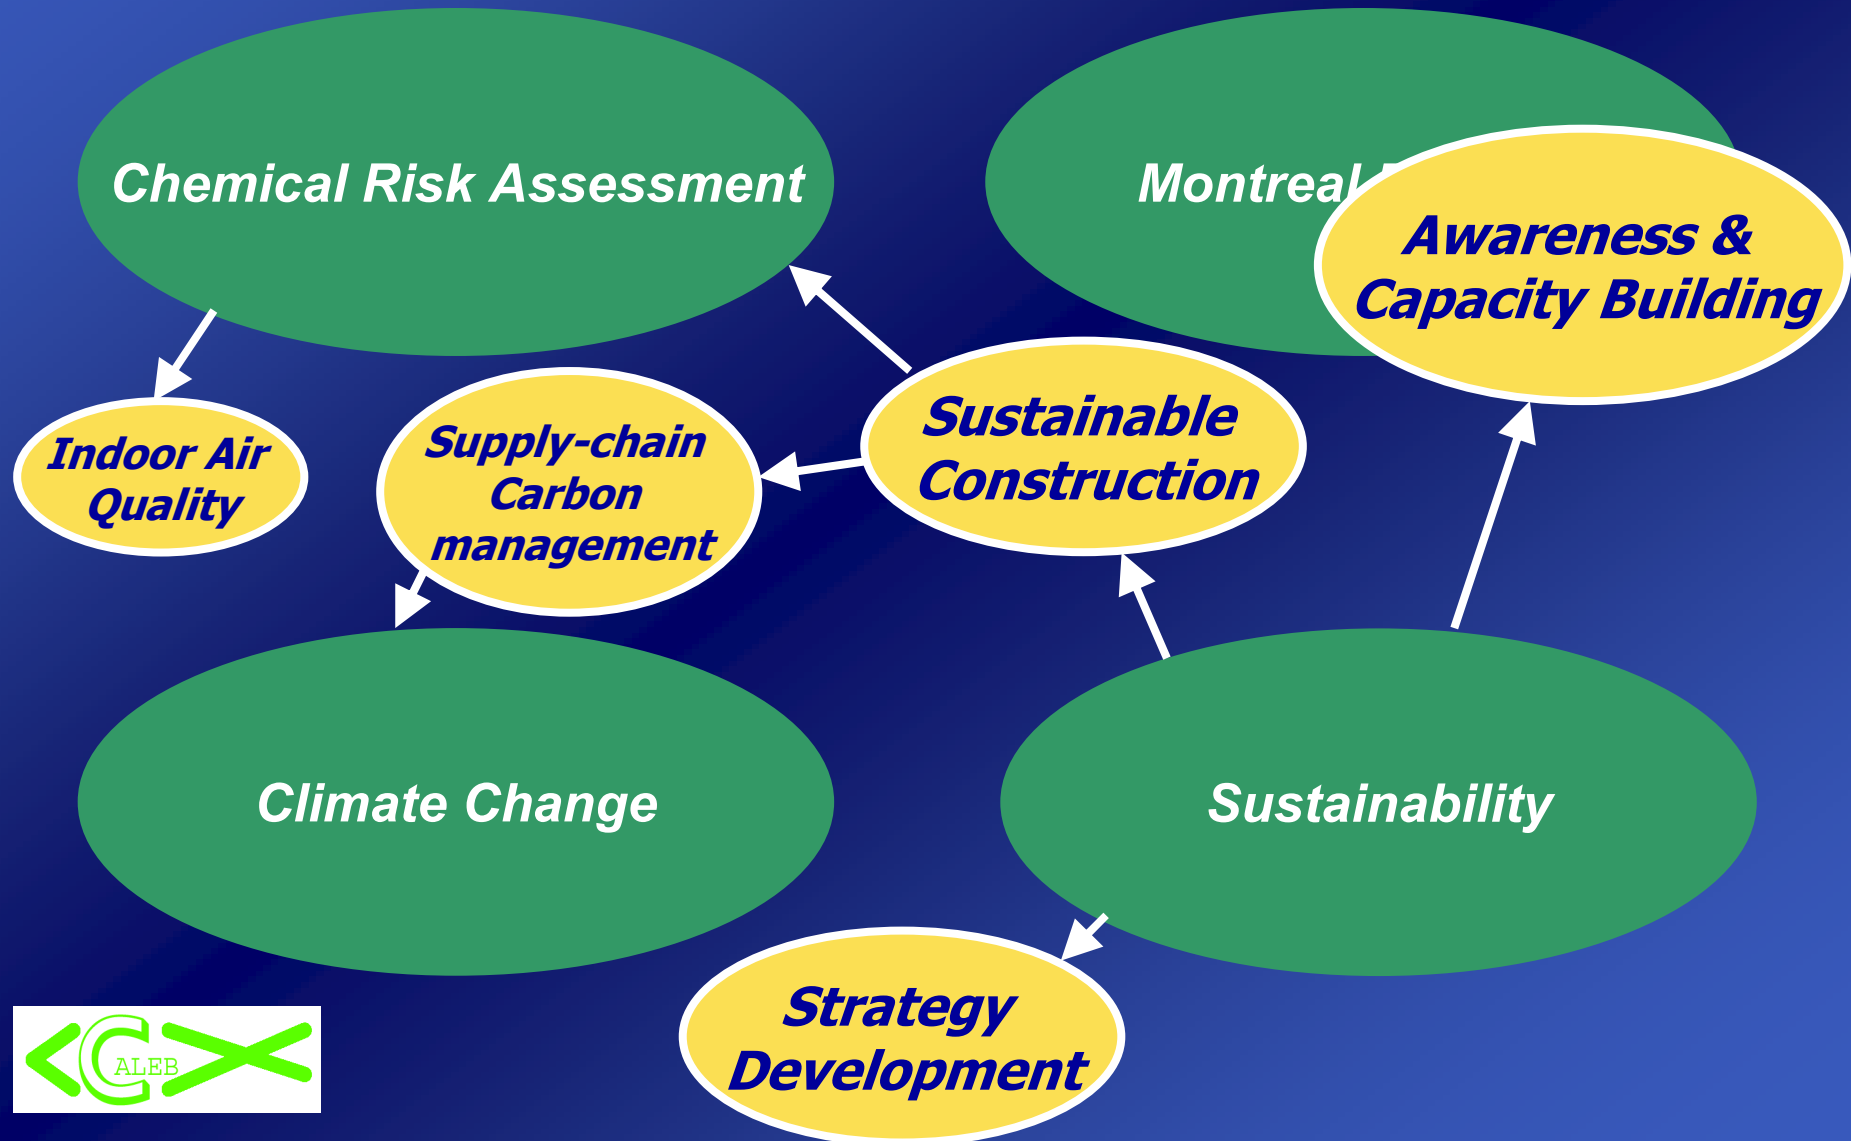 Chemical Risk Assessment
Montreal
Awareness &
Capacity Building
Sustainable
Construction
Supply-chain
Carbon
management
Indoor Air
Quality
Climate Change
Sustainability
Strategy
Development
CALEB